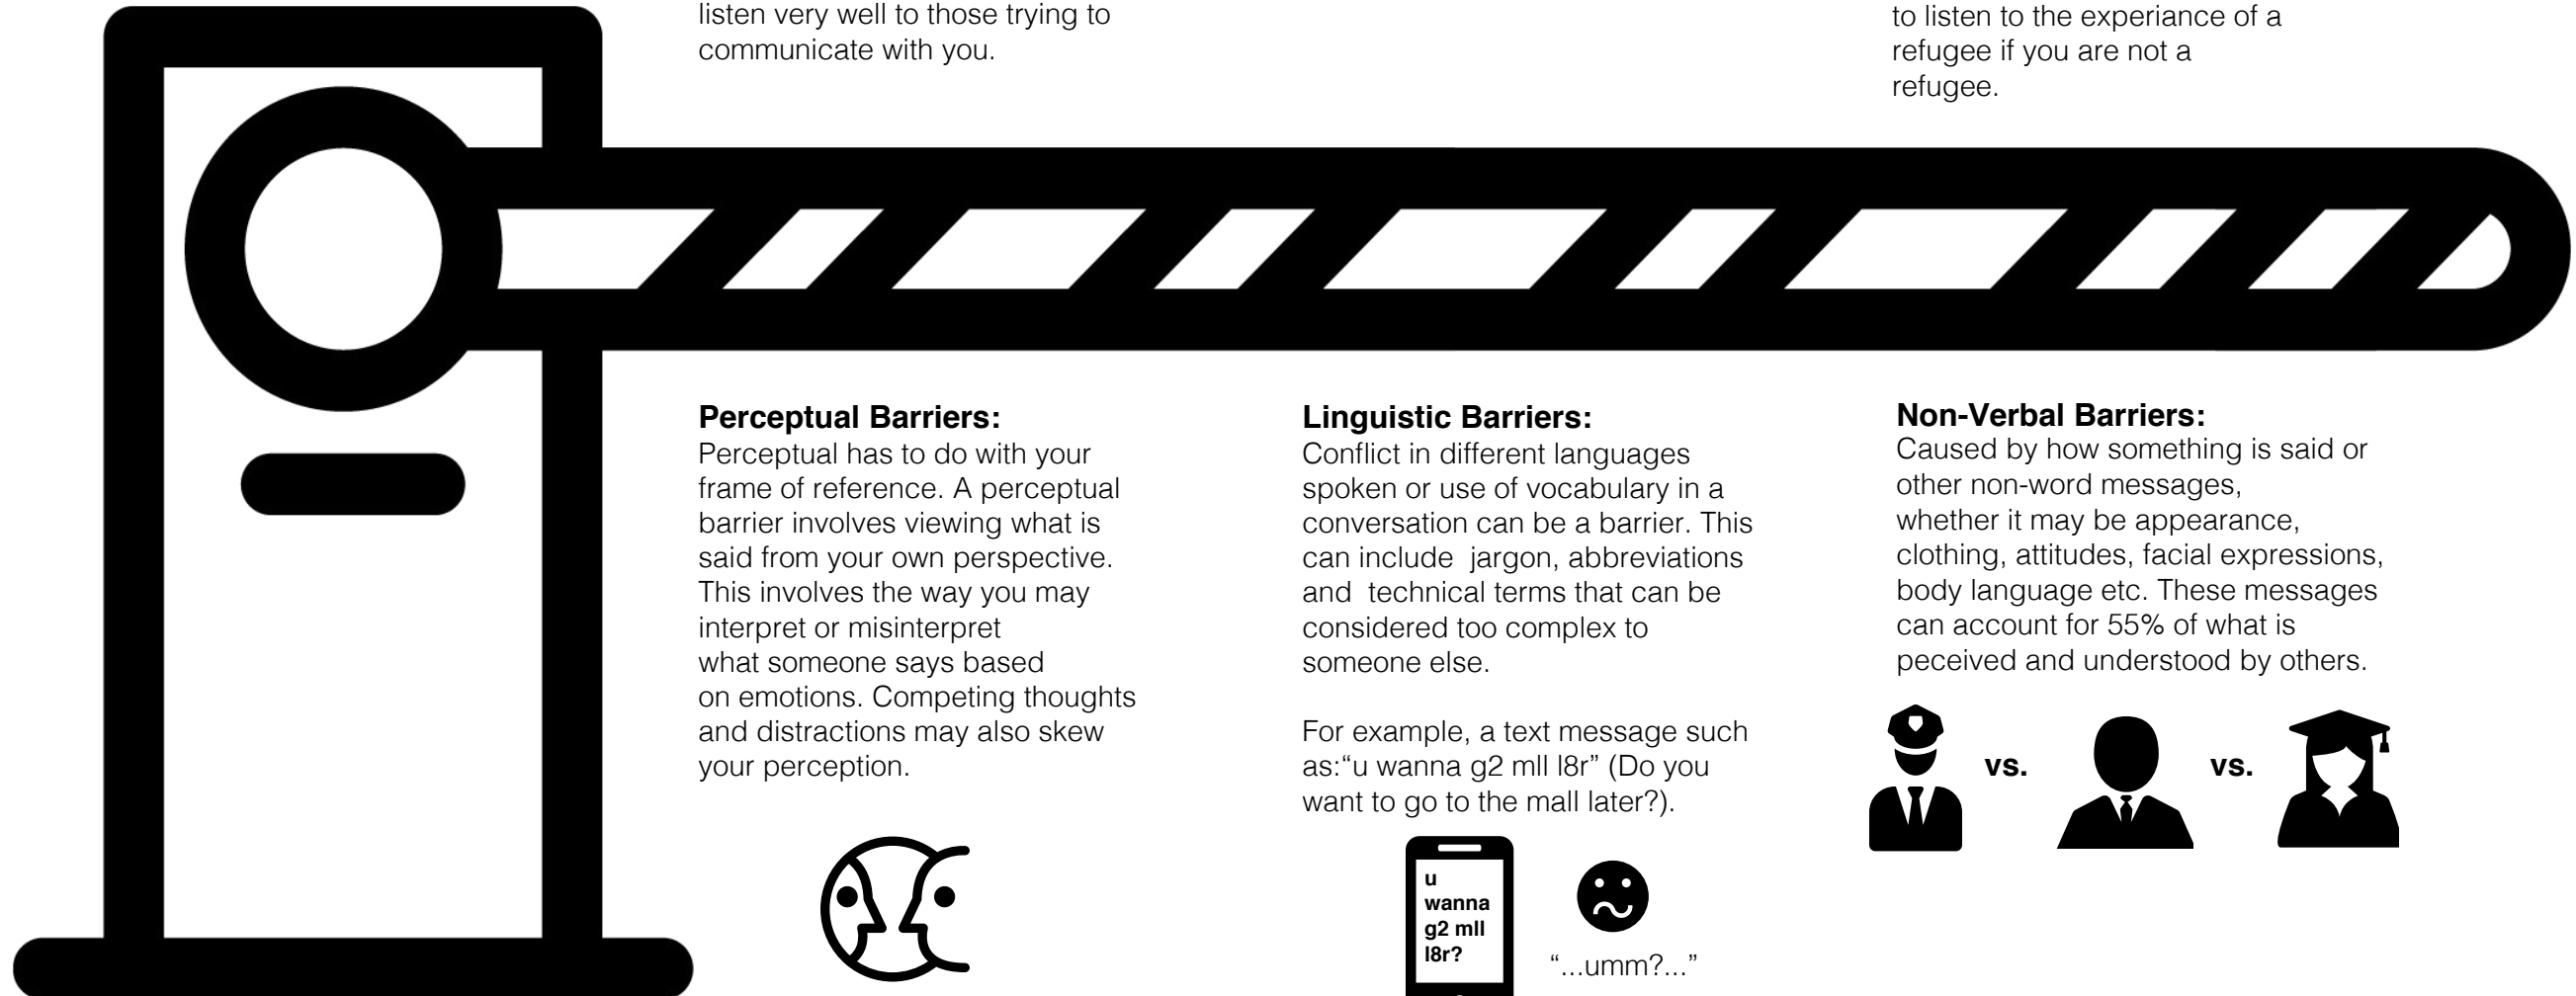 listen very well to those trying to
communicate with you.
to listen to the experiance of a
refugee if you are not a
refugee.
Perceptual Barriers:
Perceptual has to do with your
frame of reference. A perceptual
barrier involves viewing what is
said from your own perspective.
This involves the way you may
interpret or misinterpret
what someone says based
on emotions. Competing thoughts
and distractions may also skew
your perception.
Linguistic Barriers:
Conflict in different languages
spoken or use of vocabulary in a
conversation can be a barrier. This
can include  jargon, abbreviations
and  technical terms that can be
considered too complex to
someone else.
For example, a text message such
as:“u wanna g2 mll l8r” (Do you
want to go to the mall later?).
u
wanna
g2 mll
l8r?
“...umm?...”
Non-Verbal Barriers:
Caused by how something is said or
other non-word messages,
whether it may be appearance,
clothing, attitudes, facial expressions,
body language etc. These messages
can account for 55% of what is
peceived and understood by others.
vs.
vs.